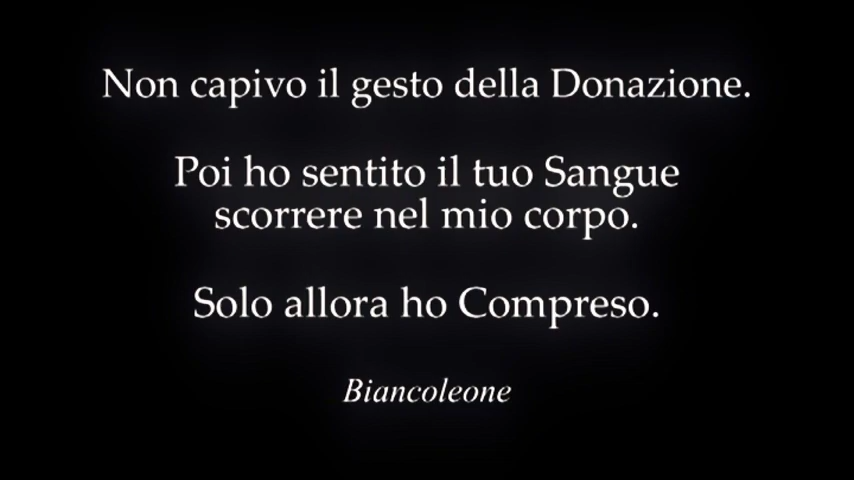 Non capivo il gesto della Donazione.
Poi ho sentito il tuo Sangue
scorrere nel mio corpo.
Solo allora ho Compreso.
Biancoleone